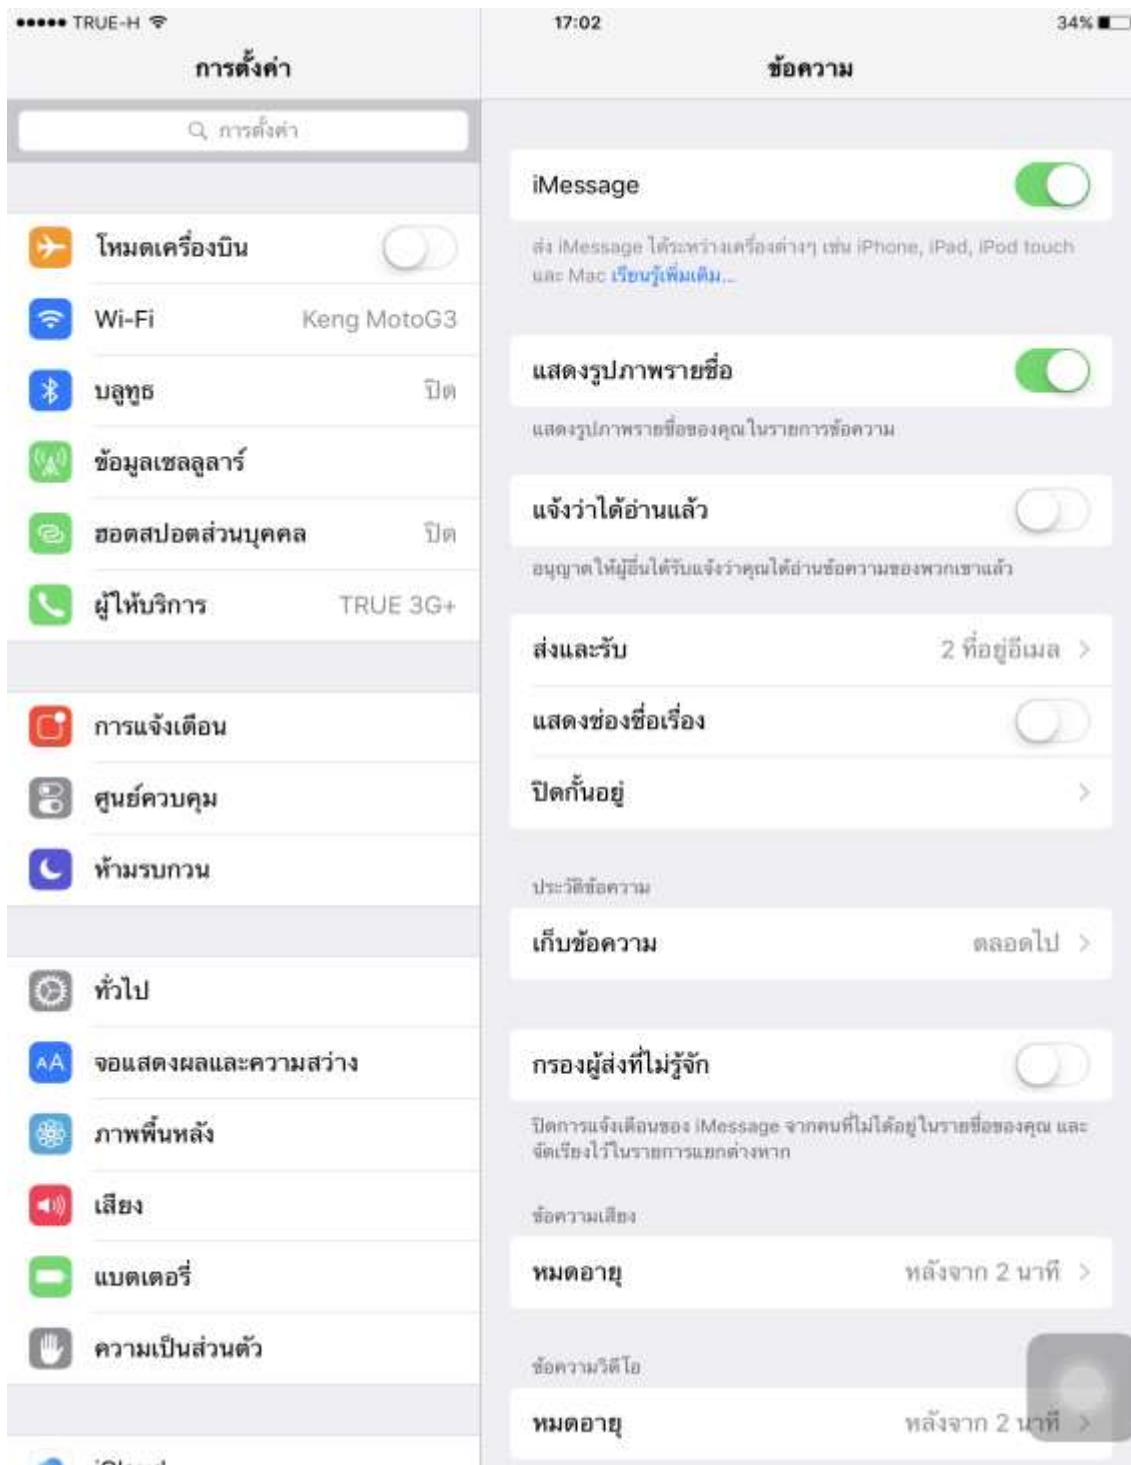 TRUE-H
17:02
34%
การตั้งค่า
การตั้งค่า
โหมดเครื่องบิน
Wi-Fi
Keng MotoG3
บลูทูธ
ปิด
ข้อมูลเซลลูลาร์
ฮอตสปอตส่วนบุคคล
ปิด
ผู้ให้บริการ
TRUE 3G+
การแจ้งเตือน
ศูนย์ควบคุม
ห้ามรบกวน
ทั่วไป
AA
จอแสดงผลและความสว่าง
ภาพพื้นหลัง
เสียง
แบตเตอรี่
ความเป็นส่วนตัว
iCloud
ข้อความ
iMessage
ส่ง iMessage ได้ระหว่างเครื่องต่างๆ เช่น iPhone, iPad, iPod touch
และ Mac เรียนรู้เพิ่มเติม...
แสดงรูปภาพรายชื่อ
แสดงรูปภาพรายชื่อของคุณในรายการข้อความ
แจ้งว่าได้อ่านแล้ว
อนุญาตให้ผู้อื่นได้รับแจ้งว่าคุณได้อ่านข้อความของพวกเขาแล้ว
ส่งและรับ
2 ที่อยู่อีเมล
แสดงช่องชื่อเรื่อง
ปิดกั้นอยู่
ประวัติข้อความ
เก็บข้อความ
ตลอดไป
กรองผู้ส่งที่ไม่รู้จัก
ปิดการแจ้งเตือนของ iMessage จากคนที่ไม่ได้อยู่ในรายชื่อของคุณ และ
จัดเรียงไว้ในรายการแยกต่างหาก
ข้อความเสียง
หมดอายุ
หลังจาก 2 นาที
ข้อความวิดีโอ
หมดอายุ
หลังจาก 2 นาที